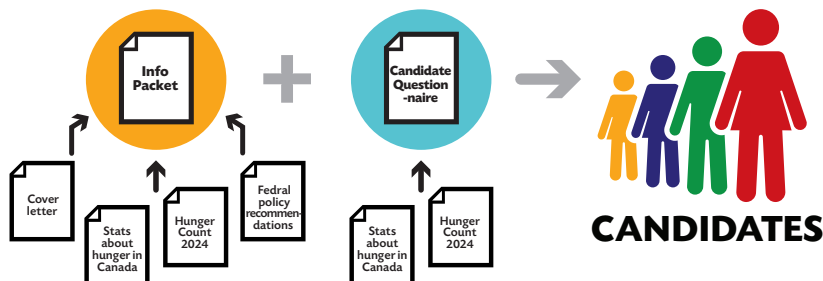 Info
Packet
Candidate
Question
-naire
Cover
letter
Stats
about
hunger in
Canada
Hunger
Count
2024
Fedral
policy
recommen-
dations
Stats
about
hunger in
Canada
Hunger
Count
2024
CANDIDATES